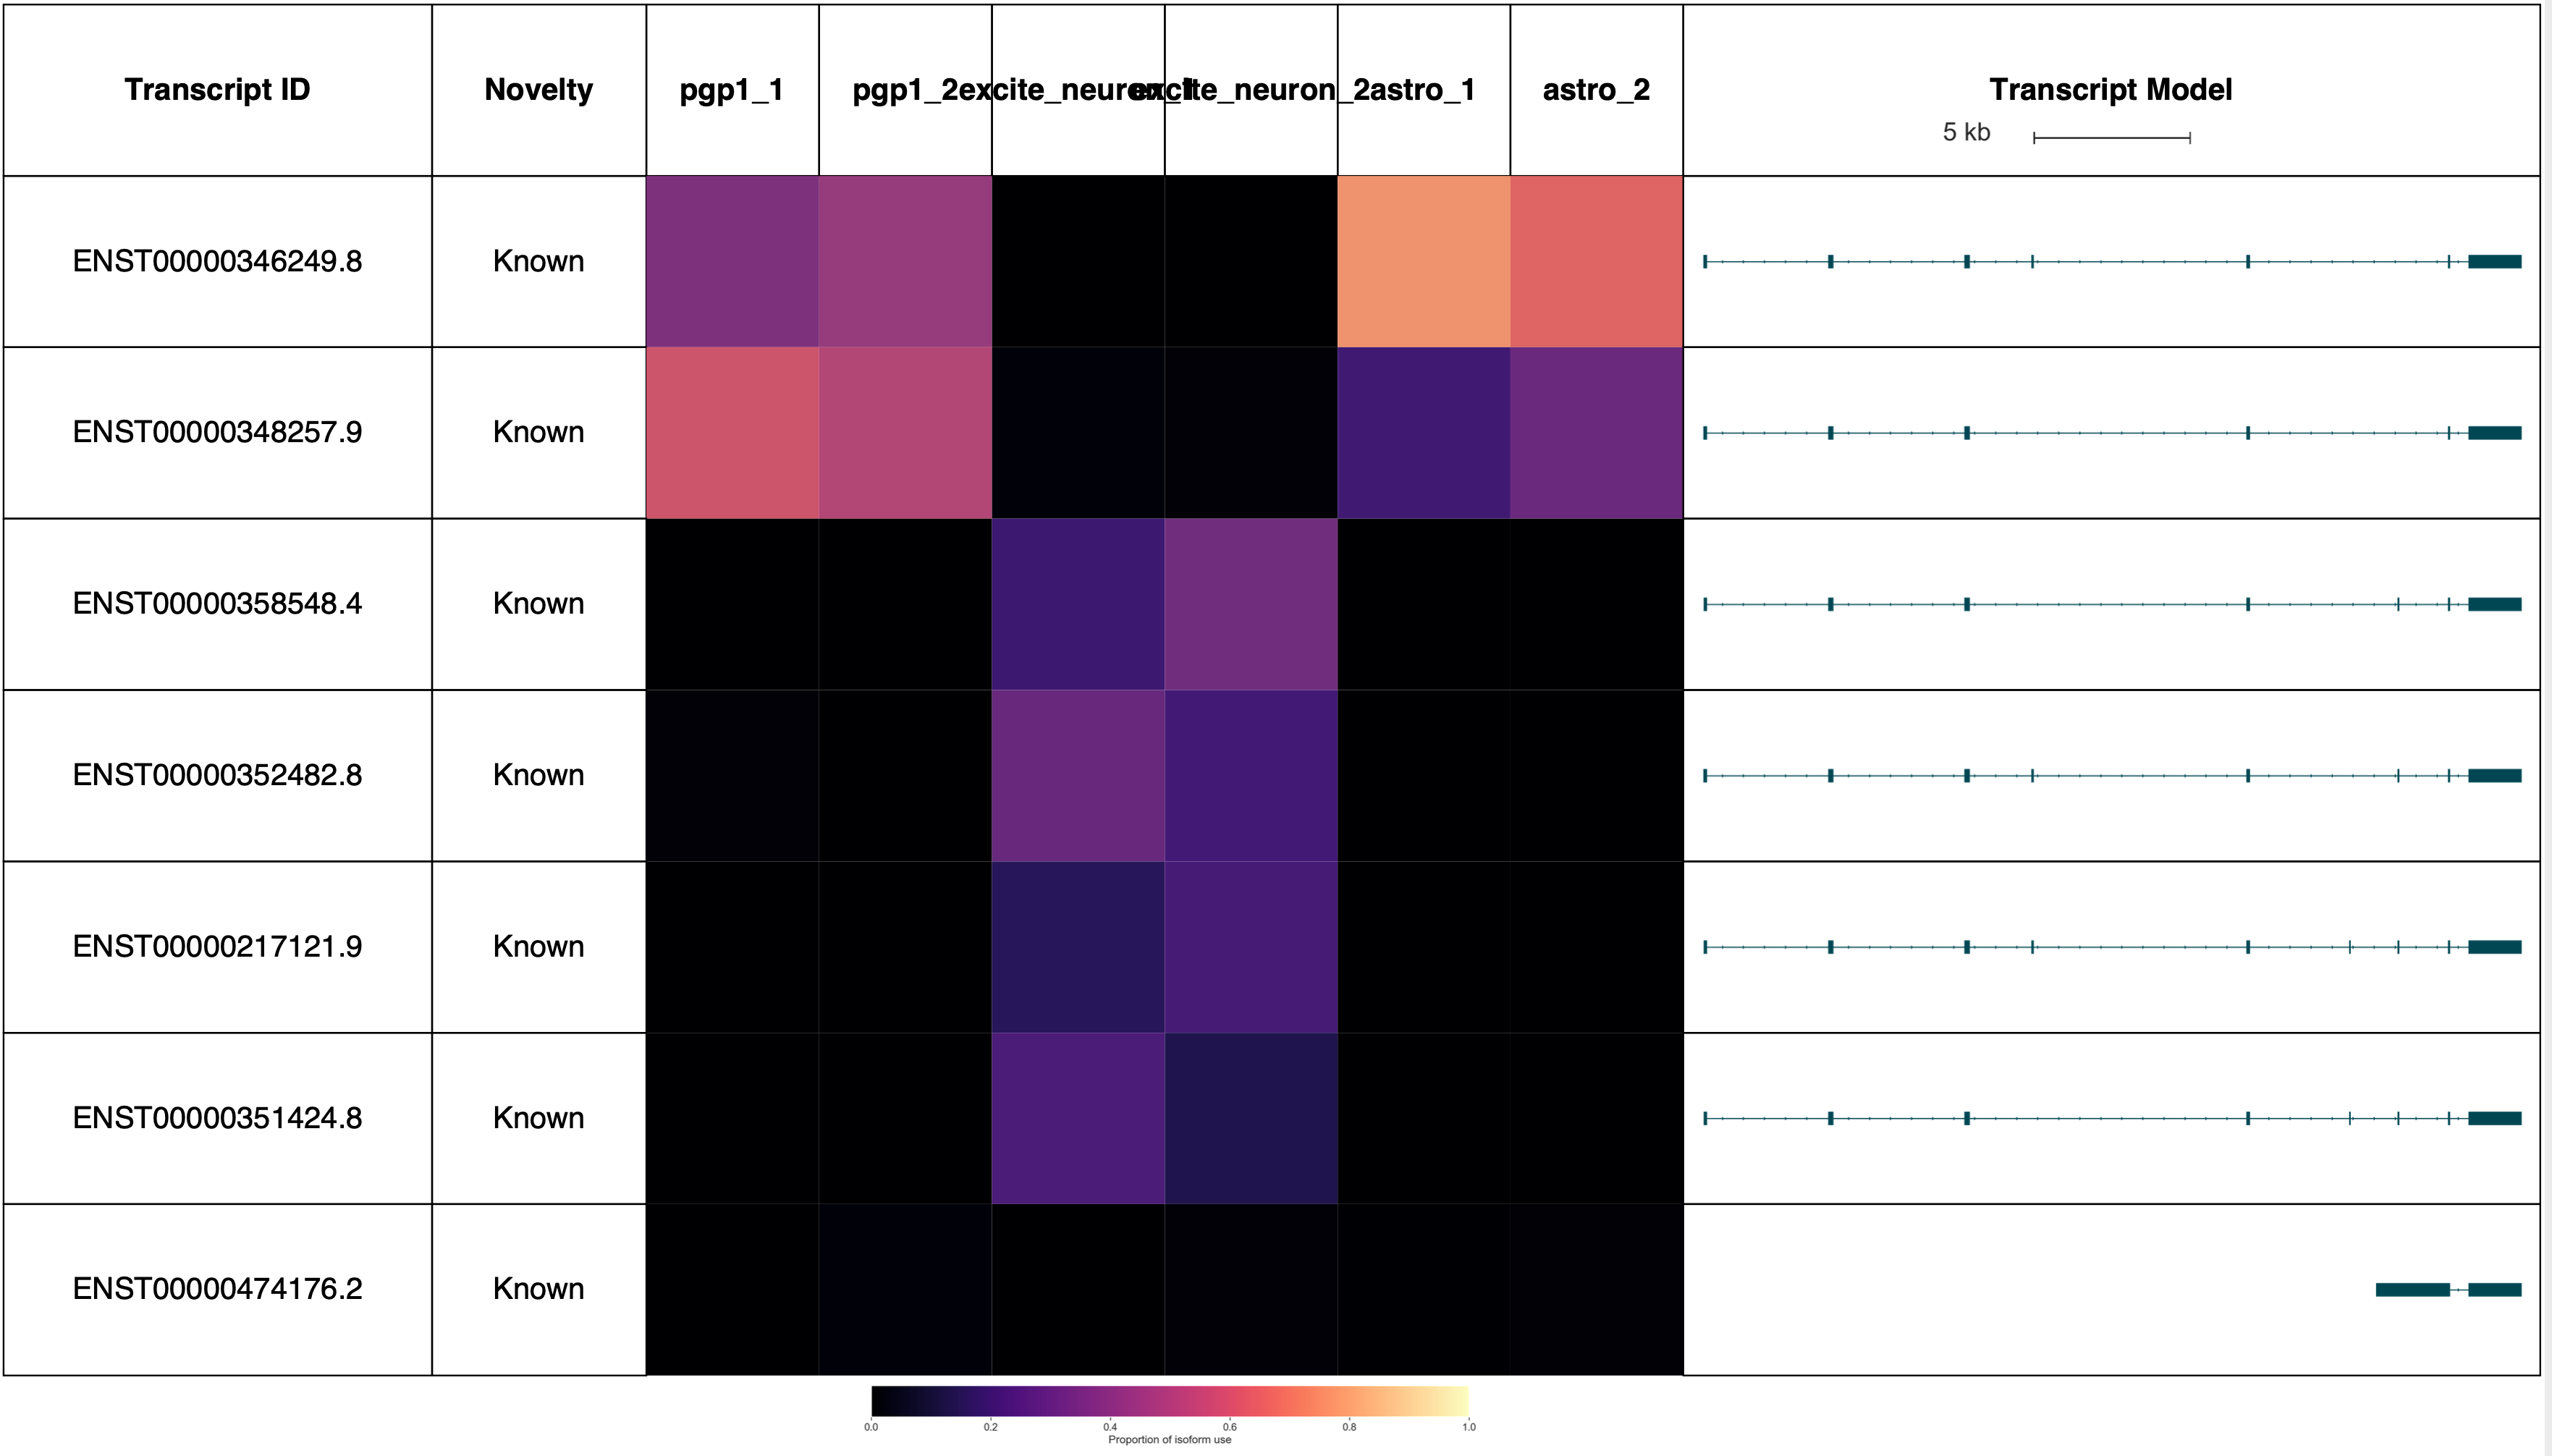 Transcript ID Novelty pgp1_1 pgp1_2 excite_neuron_1 excite_neuron_2 astro_1 astro_2 Transcript Model
5 kb
ENST00000346249.8 Known
ENST00000348257.9 Known
ENST00000358548.4 Known
ENST00000352482.8 Known
ENST00000217121.9 Known
ENST00000351424.8 Known
ENST00000474176.2 Known
0.0 0.2 0.4 0.6 0.8 1.0
Proportion of isoform use